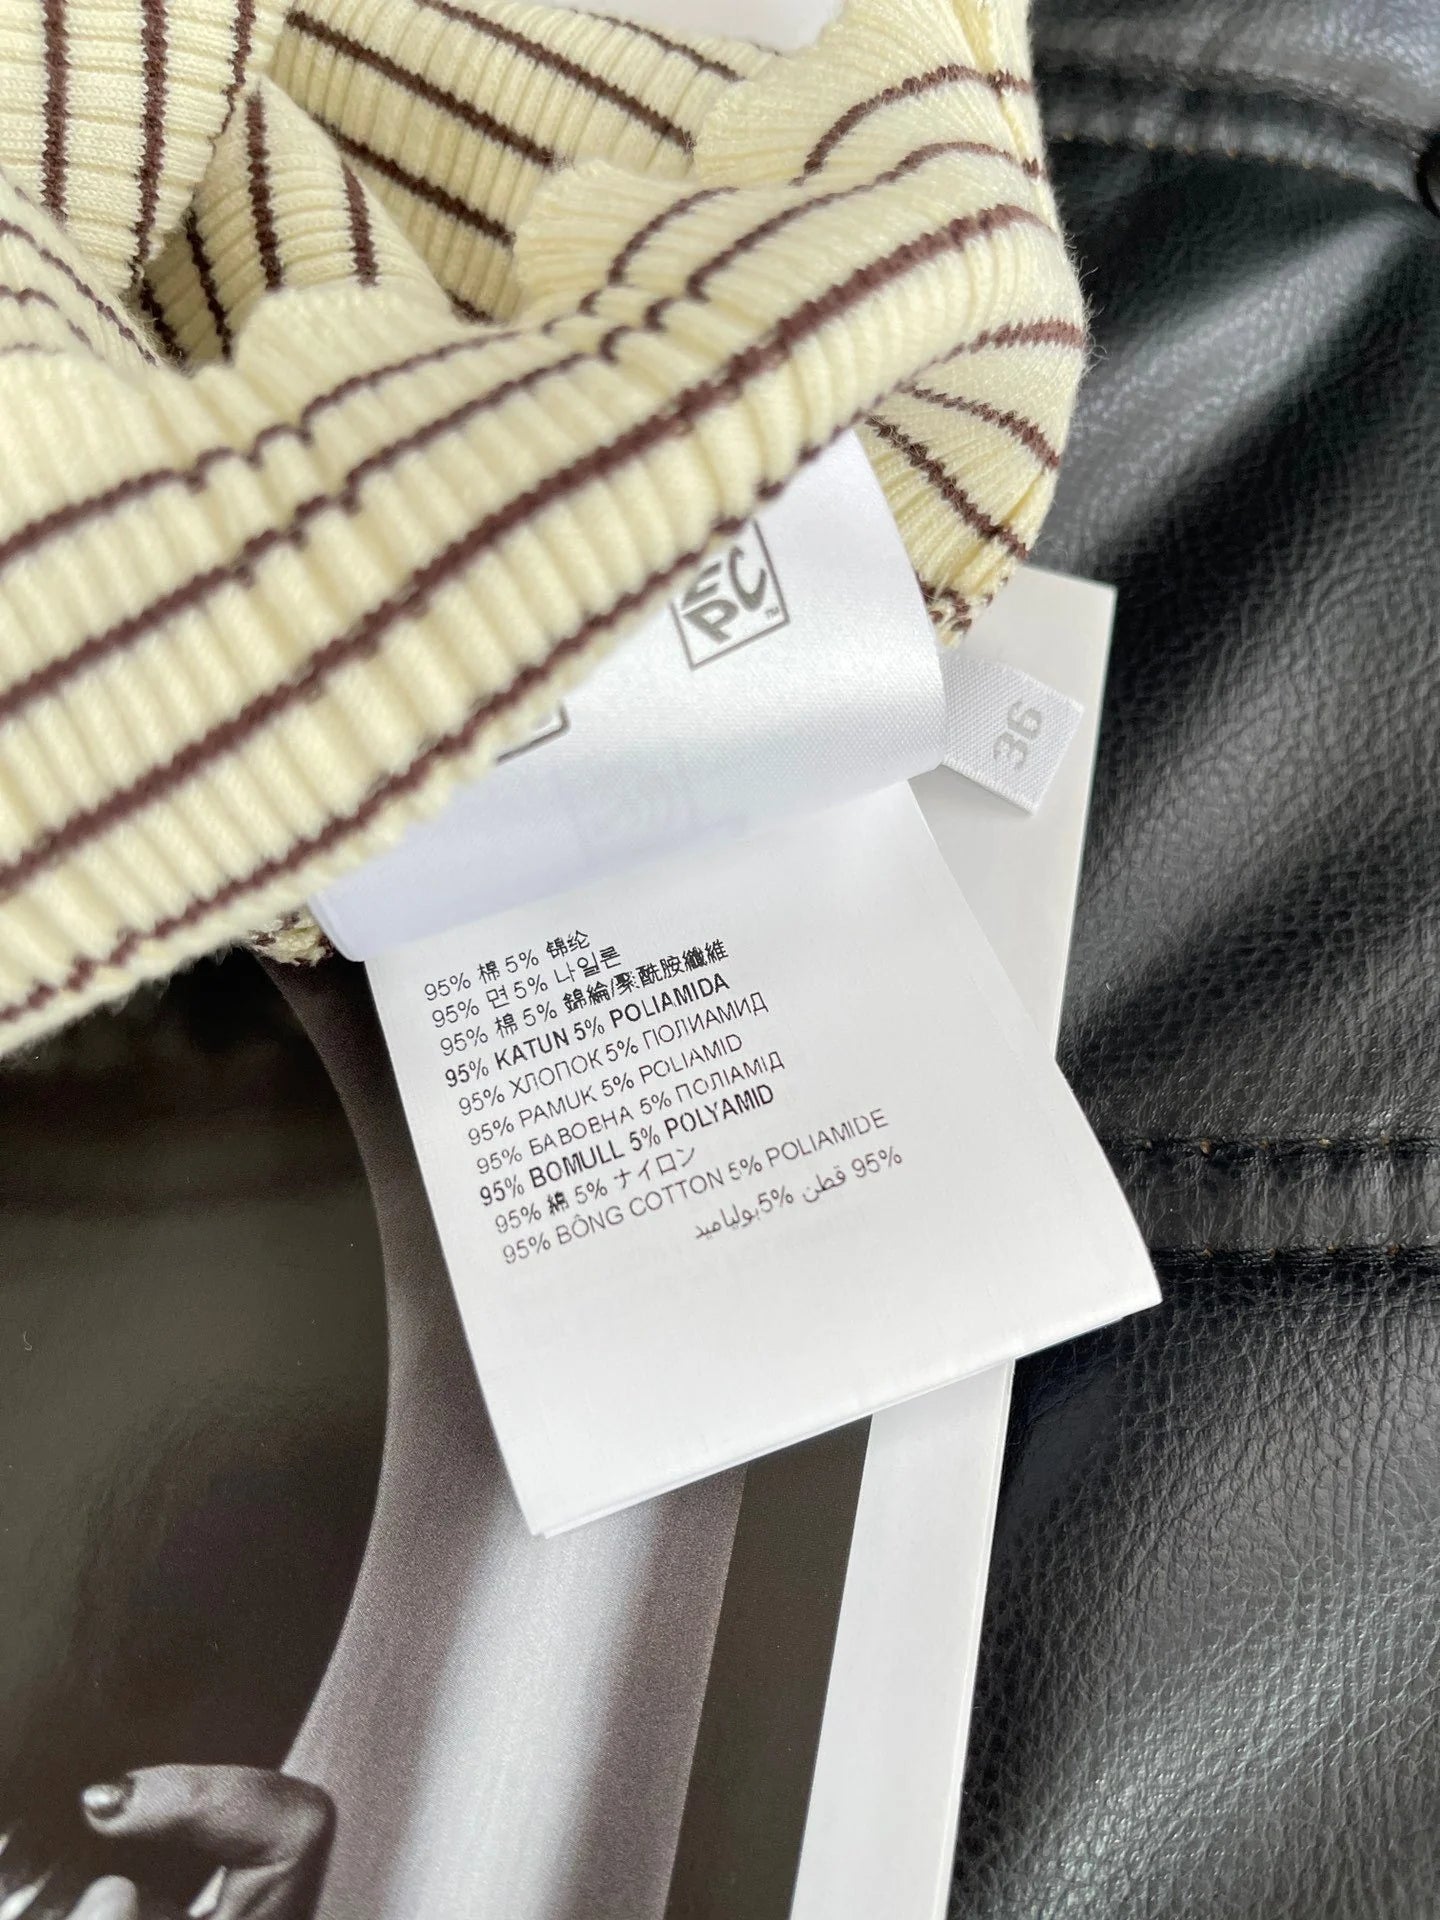 EPC™
36
95% 棉 5% 锦纶
95% 면 5% 나일론
95% 棉 5% 錦綸/聚酰胺纖維
95% KATUN 5% POLIAMIDA
95% ХЛОПОК 5% ПОЛИАМИД
95% PAMUK 5% POLIAMID
95% БАВОВНА 5% ПОЛІАМІД
95% BOMULL 5% POLYAMID
95% 綿 5% ナイロン
95% BÔNG COTTON 5% POLIAMIDE
95% قطن 5% بولياميد